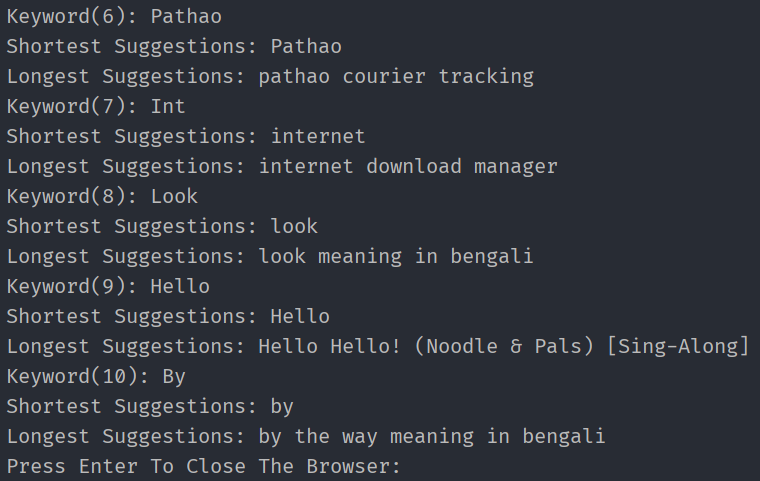 Keyword(6): Pathao
Shortest Suggestions: Pathao
Longest Suggestions: pathao courier tracking
Keyword(7): Int
Shortest Suggestions: internet
Longest Suggestions: internet download manager
Keyword(8): Look
Shortest Suggestions: look
Longest Suggestions: look meaning in bengali
Keyword(9): Hello
Shortest Suggestions: Hello
Longest Suggestions: Hello Hello! (Noodle & Pals) [Sing-Along]
Keyword(10): By
Shortest Suggestions: by
Longest Suggestions: by the way meaning in bengali
Press Enter To Close The Browser: